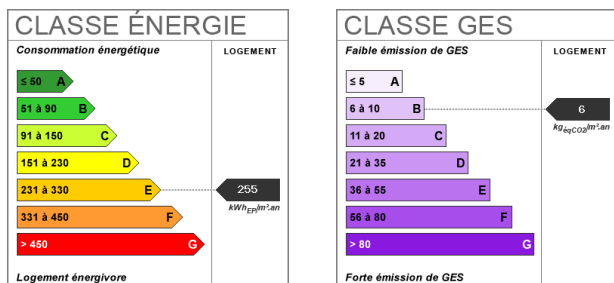 CLASSE ÉNERGIE
Consommation énergétique LOGEMENT
≤ 50 A
51 à 90 B
91 à 150 C
151 à 230 D
231 à 330 E 255
kWhEP/m².an
331 à 450 F
> 450 G
Logement énergivore
CLASSE GES
Faible émission de GES LOGEMENT
≤ 5 A
6 à 10 B 6
kgéqCO2/m².an
11 à 20 C
21 à 35 D
36 à 55 E
56 à 80 F
> 80 G
Forte émission de GES